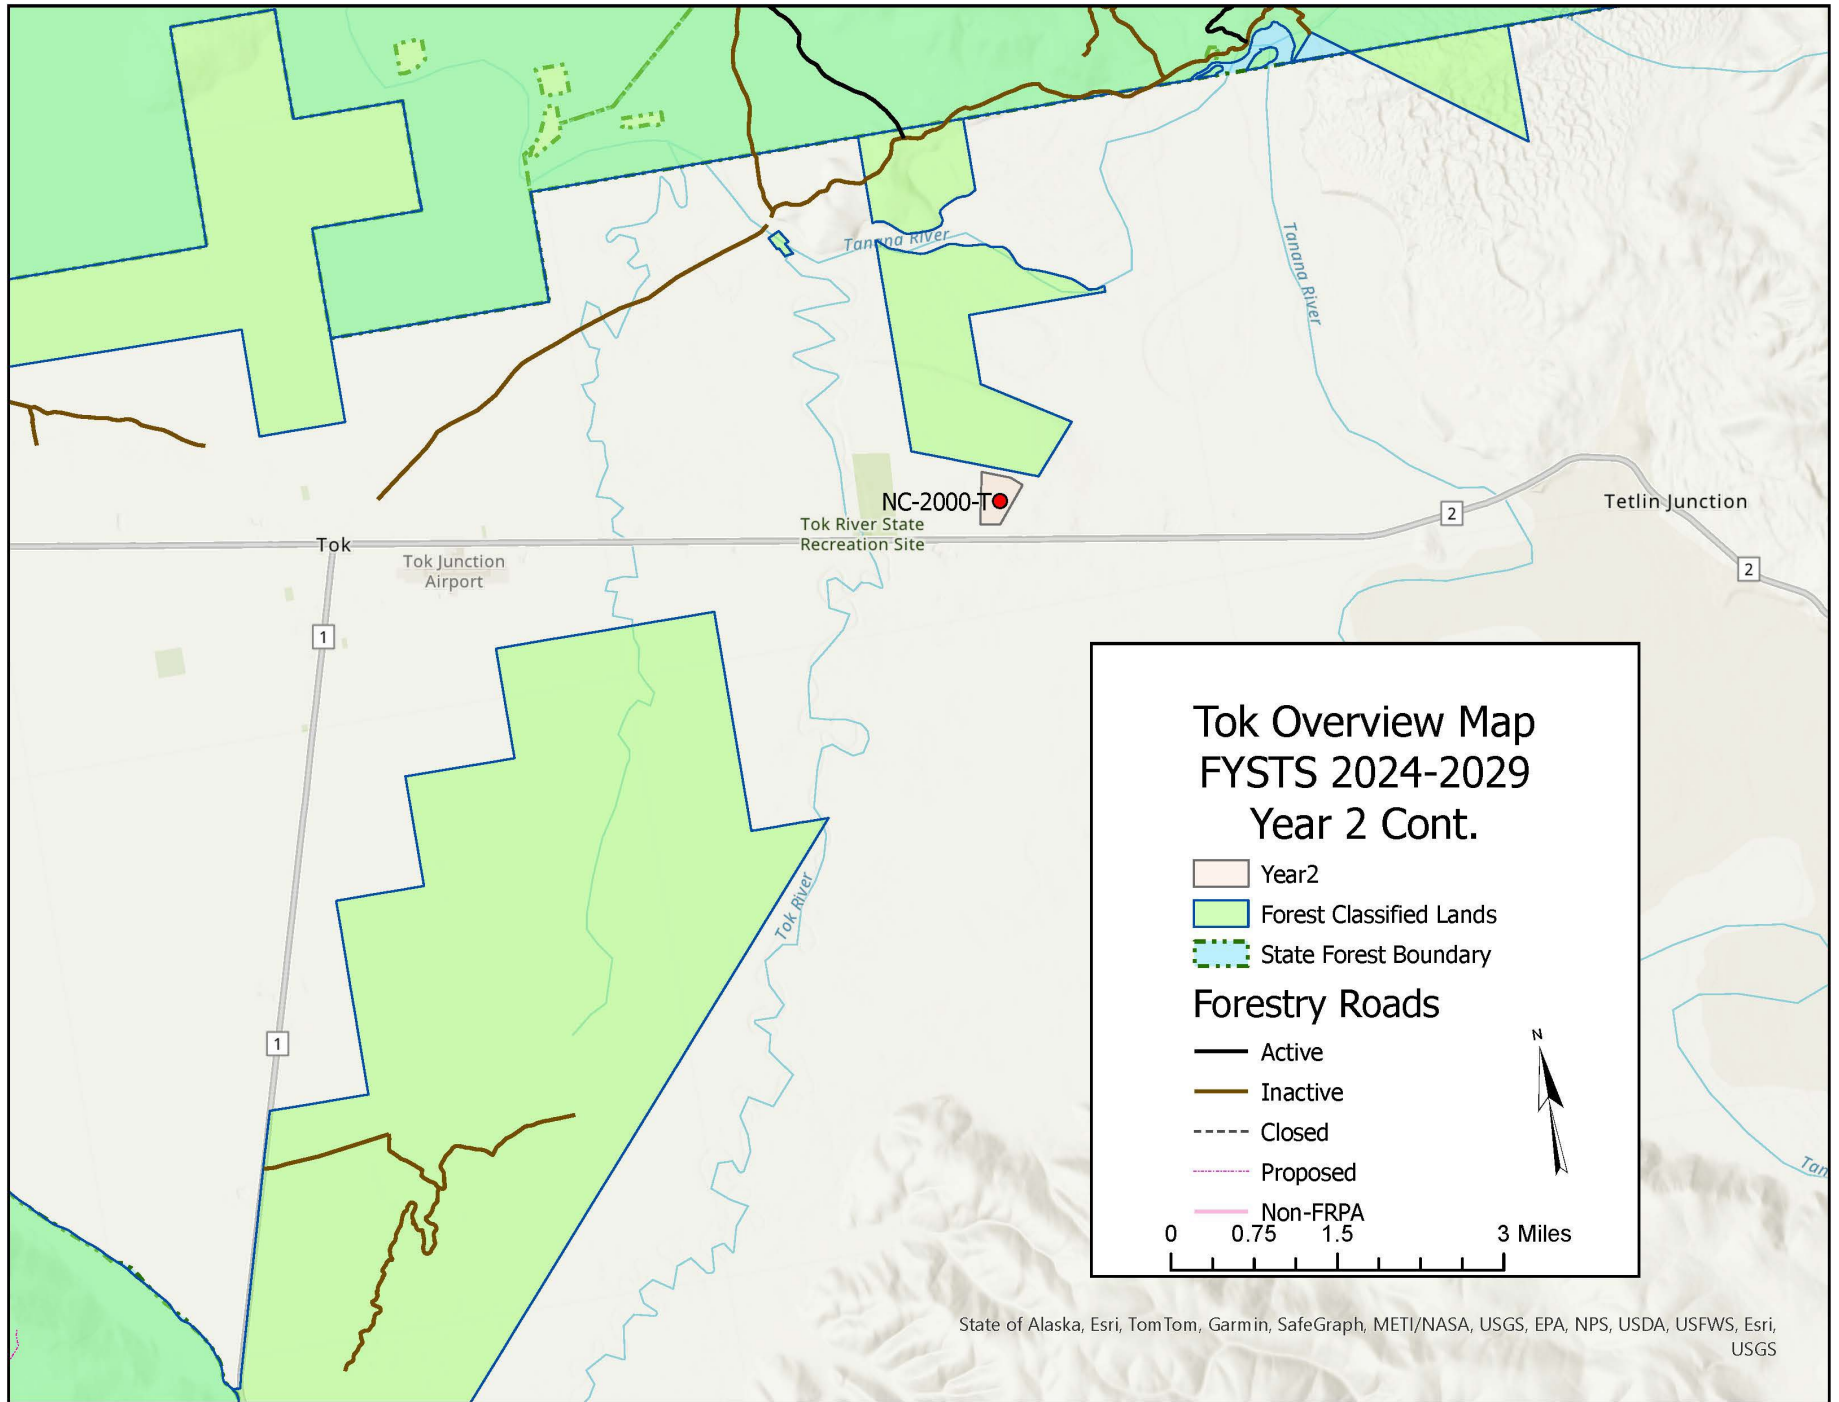 Tanana River
Tanana River
NC-2000-T
Tok River State
Recreation Site
2
Tetlin Junction
2
Tok
Tok Junction
Airport
1
Tok River
1
Tok Overview Map
FYSTS 2024-2029
Year 2 Cont.
Year2
Forest Classified Lands
State Forest Boundary
Forestry Roads
N
Active
Inactive
Closed
Proposed
Non-FRPA
0 0.75 1.5 3 Miles
Tan
State of Alaska, Esri, TomTom, Garmin, SafeGraph, METI/NASA, USGS, EPA, NPS, USDA, USFWS, Esri,
USGS